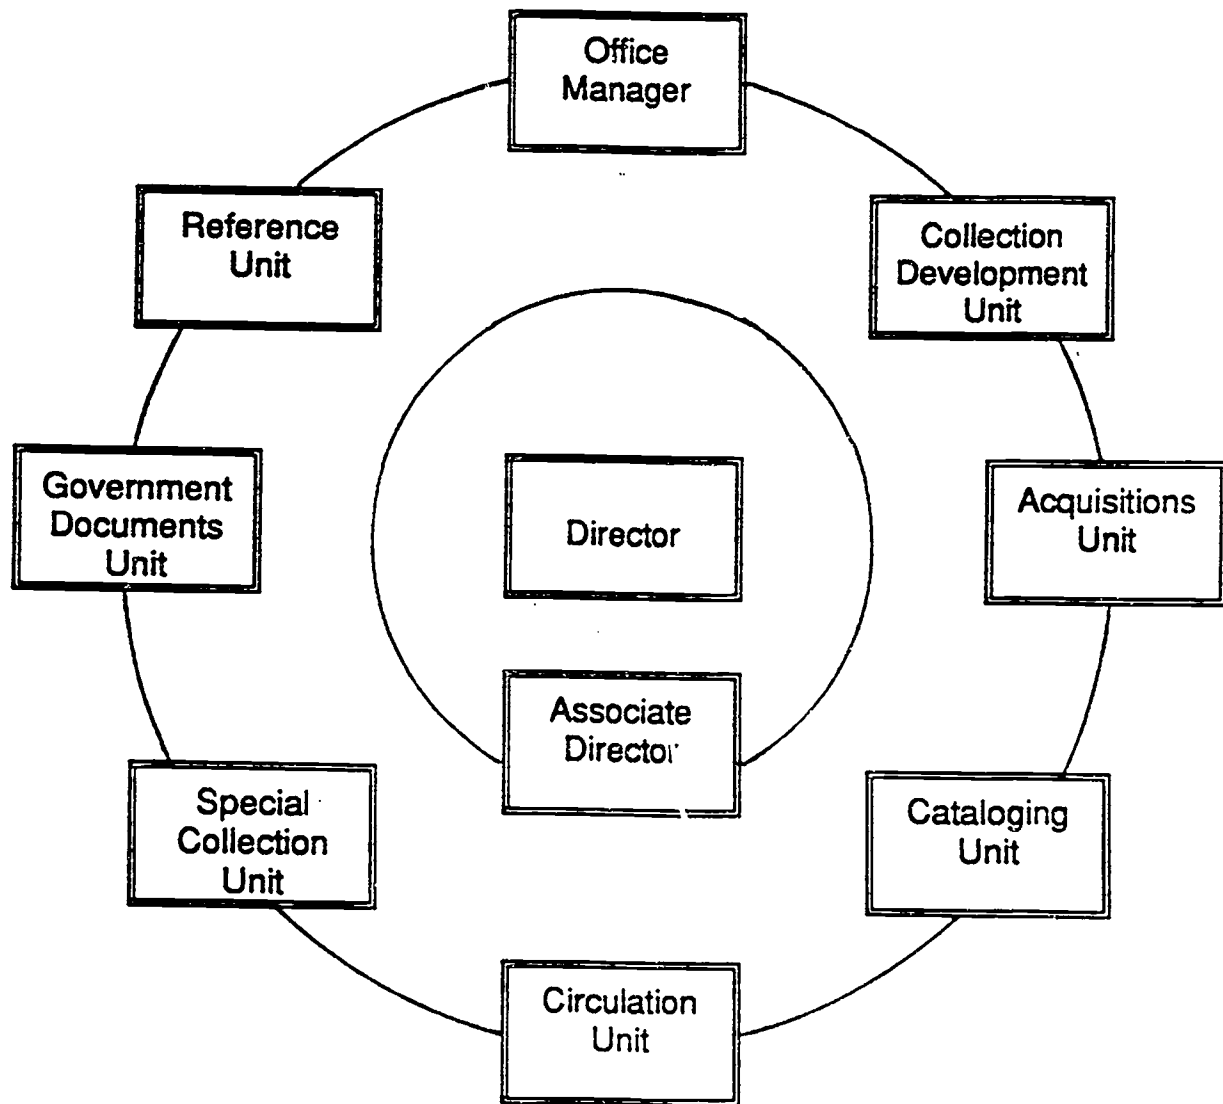 Office
Manager
Reference
Unit
Collection
Development
Unit
Government
Documents
Unit
Director
Acquisitions
Unit
Associate
Director
Special
Collection
Unit
Cataloging
Unit
Circulation
Unit